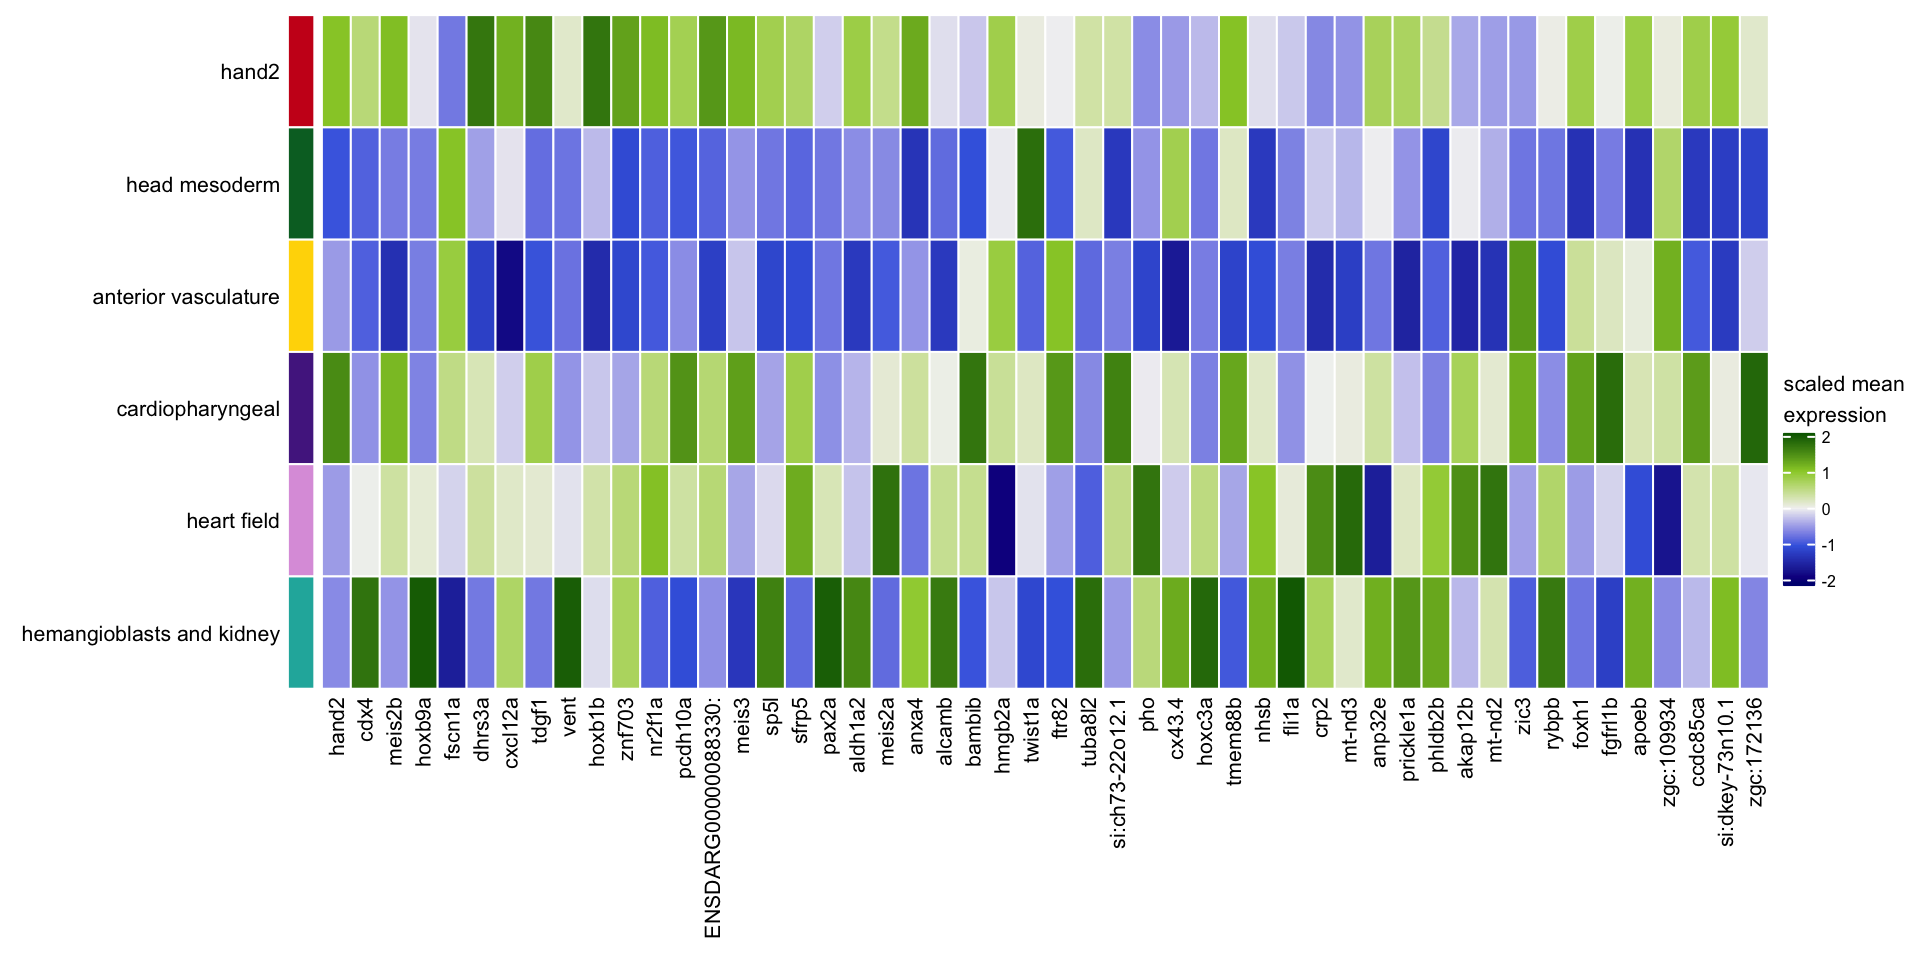 hand2
head mesoderm
anterior vasculature
cardiopharyngeal
heart field
hemangioblasts and kidney
scaled mean
expression
2
1
0
-1
-2
hand2
cdx4
meis2b
hoxb9a
fscn1a
dhrs3a
cxcl12a
tdgf1
vent
hoxb1b
znf703
nr2f1a
pcdh10a
ENSDARG00000088330:
meis3
sp5l
sfrp5
pax2a
aldh1a2
meis2a
anxa4
alcamb
bambib
hmgb2a
twist1a
ftr82
tuba8l2
si:ch73-22o12.1
pho
cx43.4
hoxc3a
tmem88b
nhsb
fli1a
crp2
mt-nd3
anp32e
prickle1a
phldb2b
akap12b
mt-nd2
zic3
rybpb
foxh1
fgfrl1b
apoeb
zgc:109934
ccdc85ca
si:dkey-73n10.1
zgc:172136